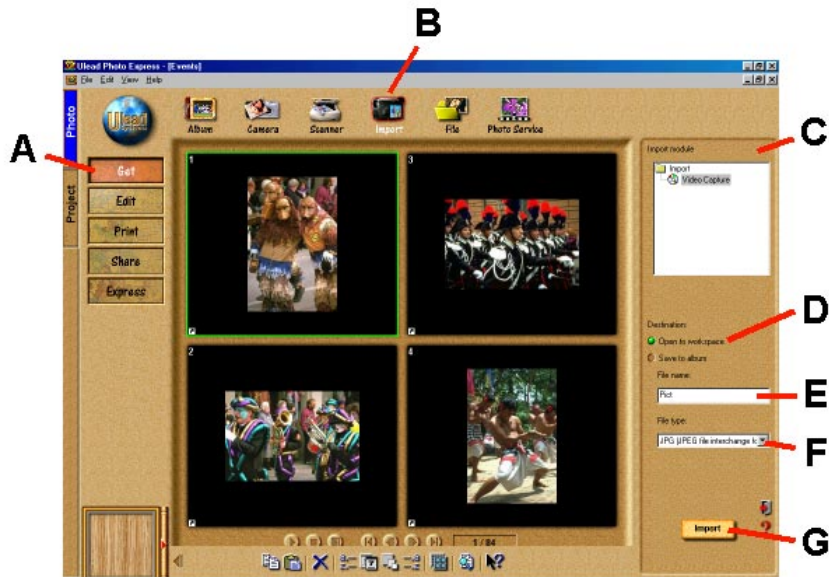 B
Ulead Photo Express - [Events]
File Edit View Help
Photo
Project
Ulead
Systems
Album
Camera
Scanner
Import
File
Photo Service
A
Get
Edit
Print
Share
Express
1
3
2
4
1 / 84
C
Import module
Import
Video Capture
Destination:
D
Open to workspace
Save to album
File name:
E
Pict
File type:
F
JPG (JPEG file interchange fo
Import
?
G